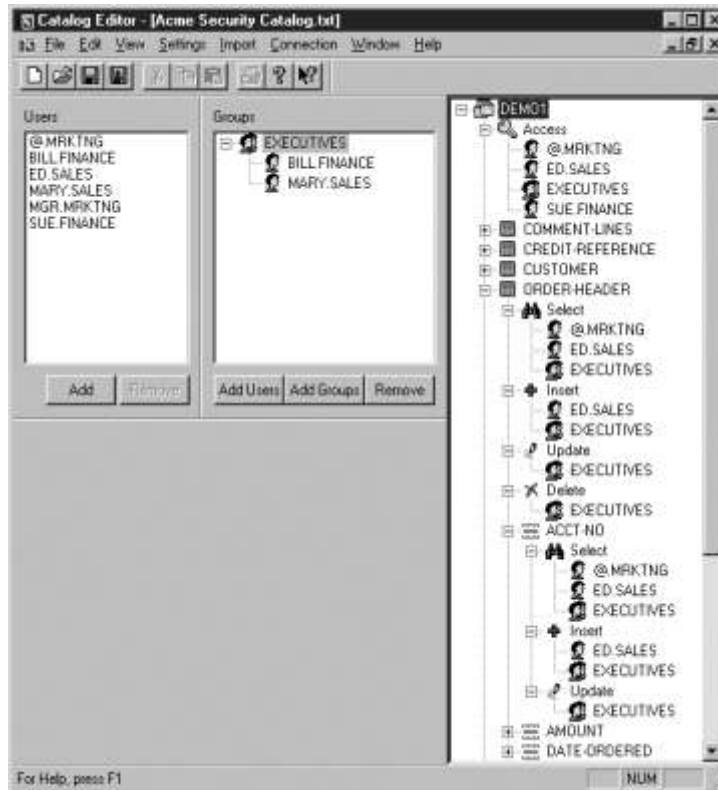 Catalog Editor - [Acme Security Catalog.txt]
File Edit View Settings Import Connection Window Help
Users
@.MRKTNG
BILL.FINANCE
ED.SALES
MARY.SALES
MGR.MRKTNG
SUE.FINANCE
Add Remove
Groups
EXECUTIVES
BILL.FINANCE
MARY.SALES
Add Users Add Groups Remove
DEMO1
Access
@.MRKTNG
ED.SALES
EXECUTIVES
SUE.FINANCE
COMMENT-LINES
CREDIT-REFERENCE
CUSTOMER
ORDER-HEADER
Select
@.MRKTNG
ED.SALES
EXECUTIVES
Insert
ED.SALES
EXECUTIVES
Update
EXECUTIVES
Delete
EXECUTIVES
ACCT-NO
Select
@.MRKTNG
ED.SALES
EXECUTIVES
Insert
ED.SALES
EXECUTIVES
Update
EXECUTIVES
AMOUNT
DATE-ORDERED
For Help, press F1
NUM